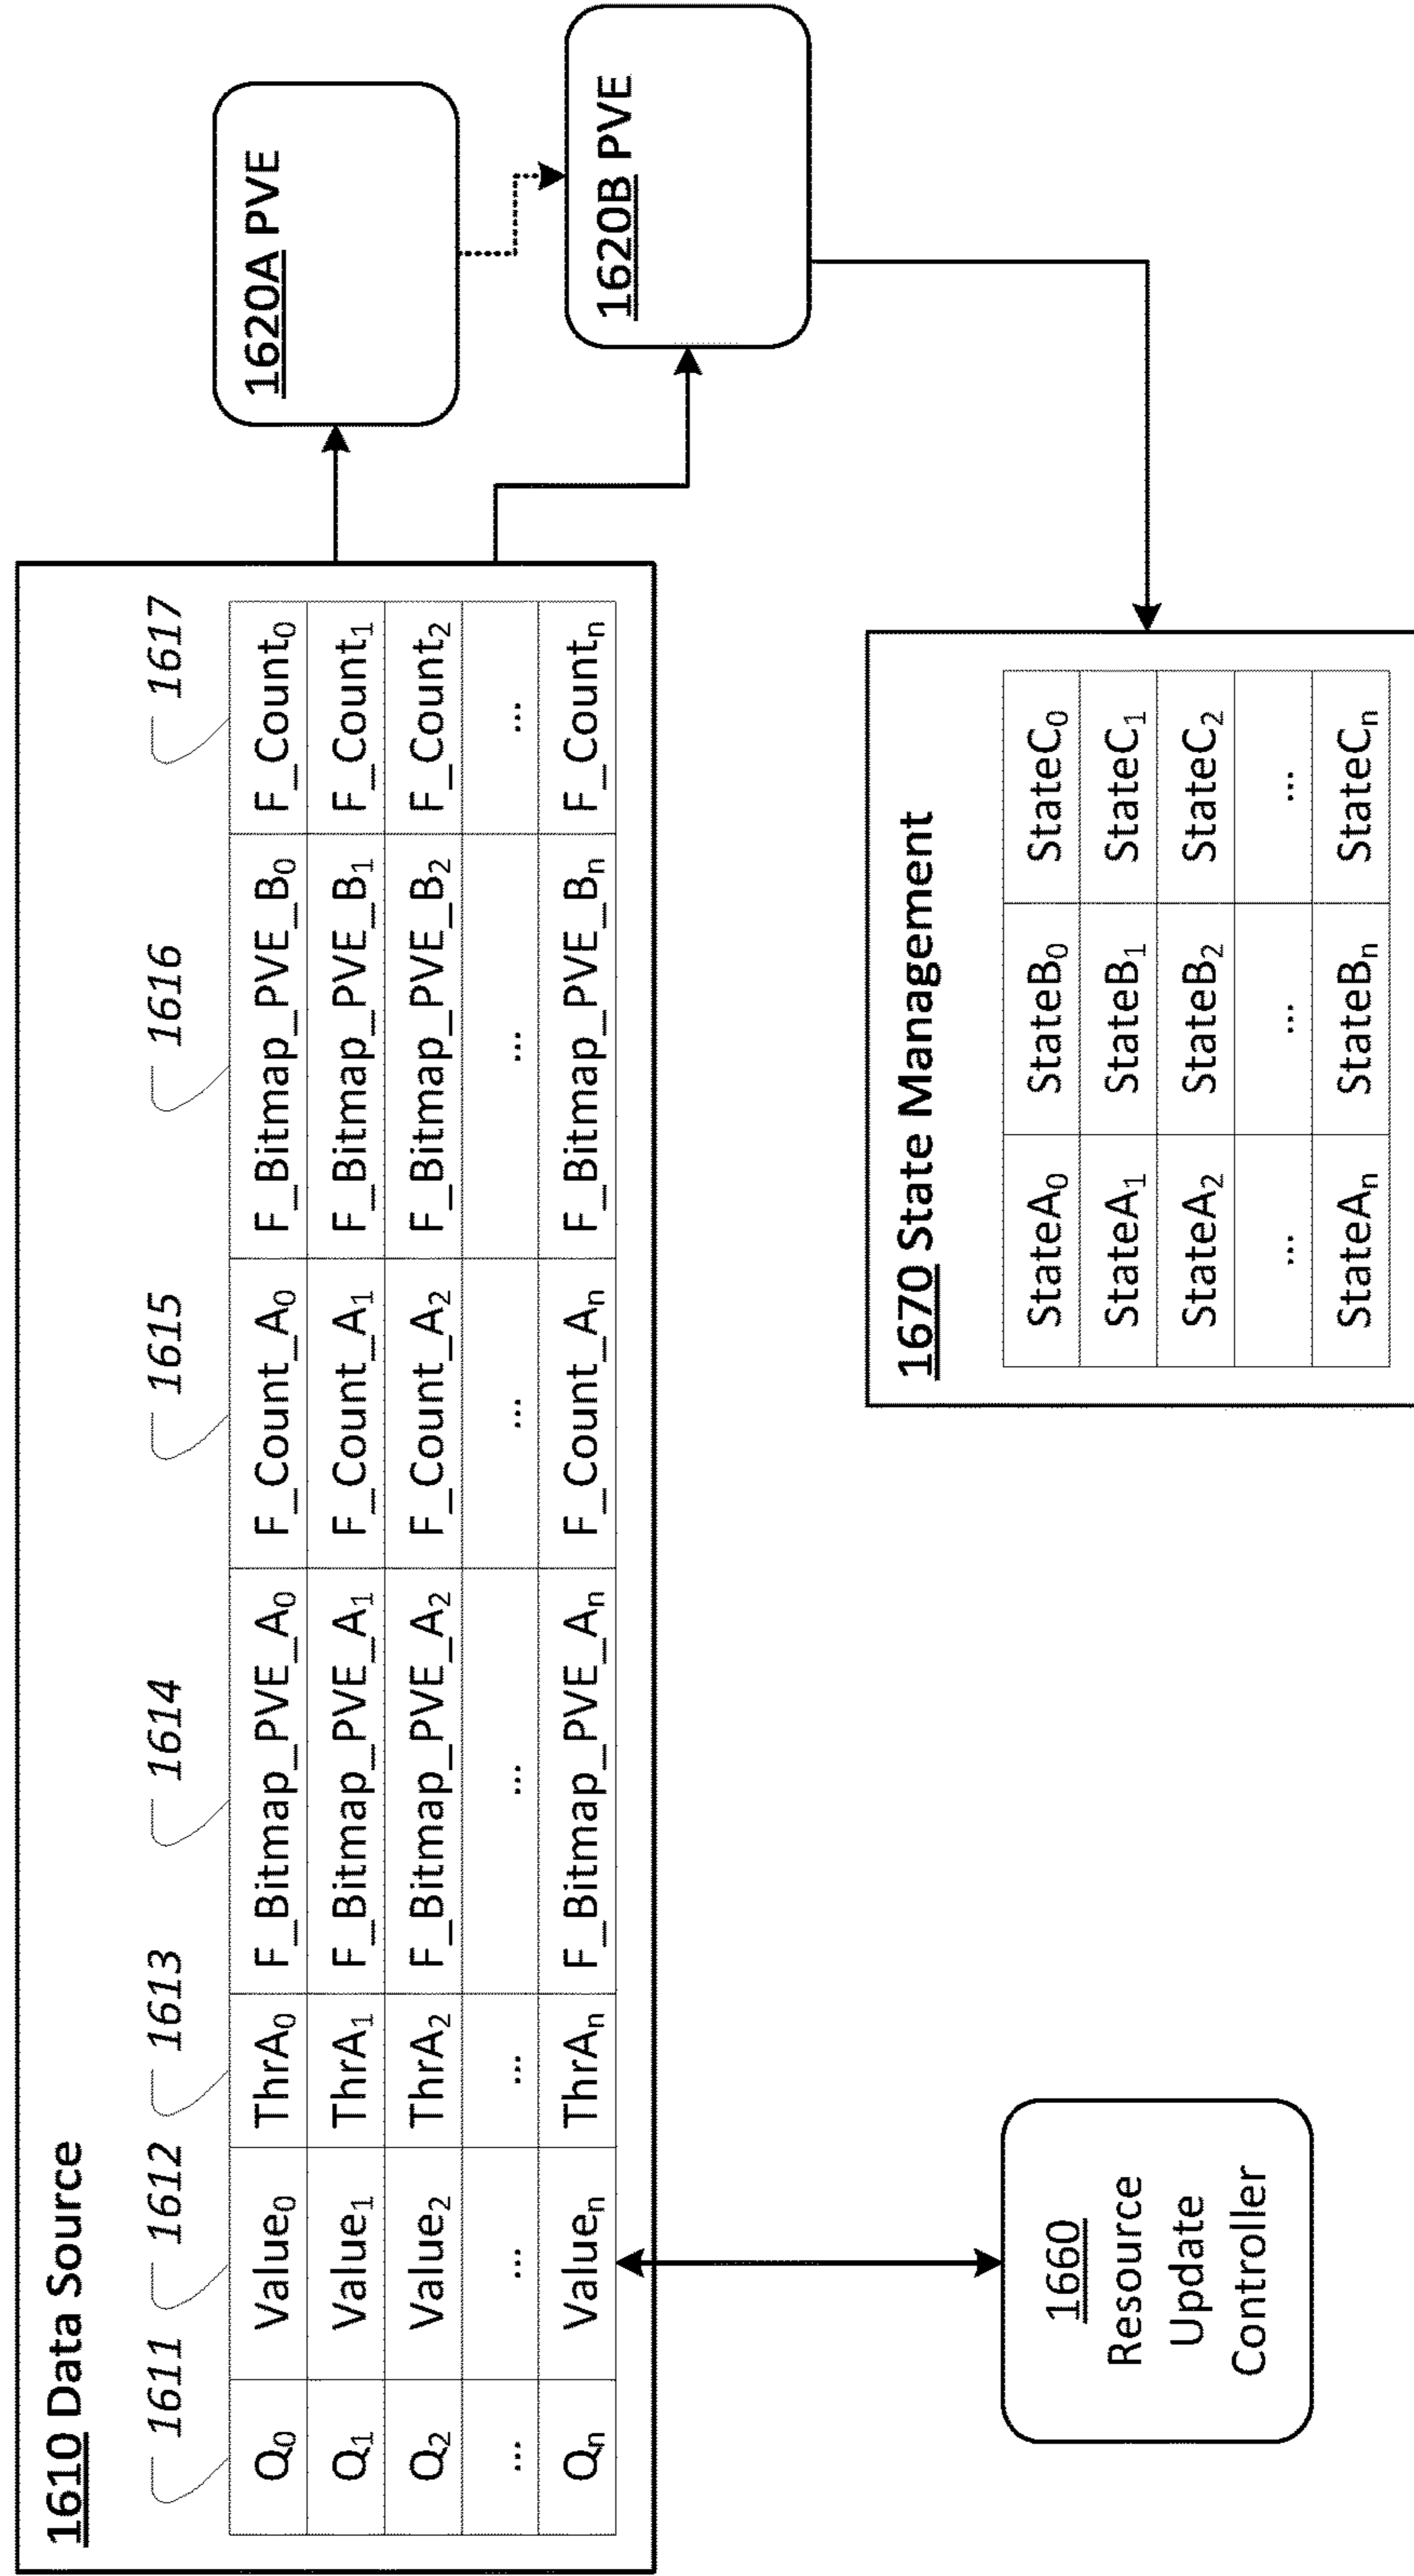 1610 Data Source
1611 1612 1613 1614 1615 1616 1617
Q₀ Value₀ ThrA₀ F_Bitmap_PVE_A₀ F_Count_A₀ F_Bitmap_PVE_B₀ F_Count₀
Q₁ Value₁ ThrA₁ F_Bitmap_PVE_A₁ F_Count_A₁ F_Bitmap_PVE_B₁ F_Count₁
Q₂ Value₂ ThrA₂ F_Bitmap_PVE_A₂ F_Count_A₂ F_Bitmap_PVE_B₂ F_Count₂
... ... ... ... ... ... ...
Qₙ Valueₙ ThrAₙ F_Bitmap_PVE_Aₙ F_Count_Aₙ F_Bitmap_PVE_Bₙ F_Countₙ
1620A PVE
1620B PVE
1660
Resource
Update
Controller
1670 State Management
StateA₀ StateB₀ StateC₀
StateA₁ StateB₁ StateC₁
StateA₂ StateB₂ StateC₂
... ... ...
StateAₙ StateBₙ StateCₙ